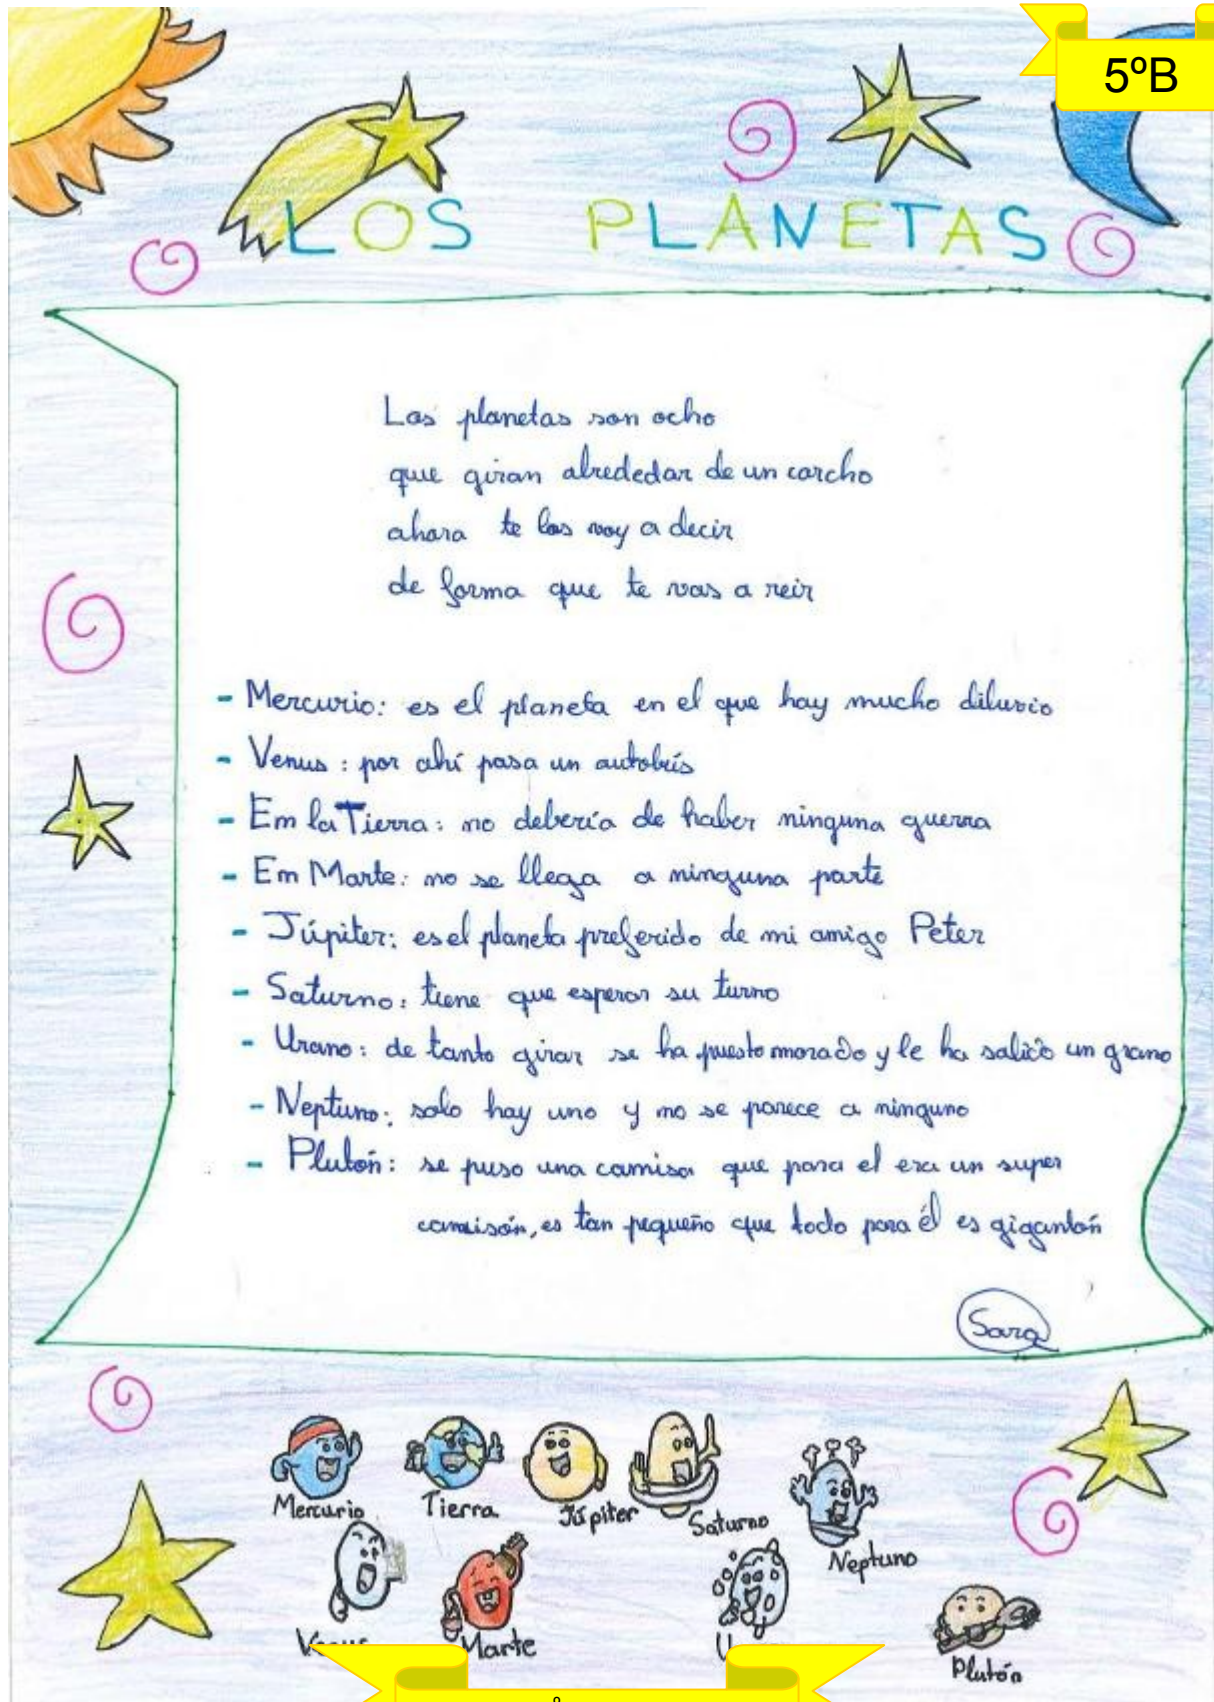 5ºB
LOS PLANETAS
Los planetas son ocho
que giran alrededar de un corcho
ahora te los voy a decir
de forma que te vas a reir
- Mercurio: es el planeta en el que hay mucho diluvio
- Venus: por ahí pasa un autobús
- En la Tierra: no debería de haber ninguna guerra
- En Marte: no se llega a ninguna parte
- Júpiter: es el planeta preferido de mi amigo Peter
- Saturno: tiene que esperar su turno
- Urano: de tanto girar se ha puesto morado y le ha salido un grano
- Neptuno: solo hay uno y no se parece a ninguno
- Plutón: se puso una camisa que para el era un super
camisón, es tan pequeño que todo para él es gigantón
Sara
Mercurio
Tierra
Júpiter
Saturno
Neptuno
Venus
Marte
Plutón